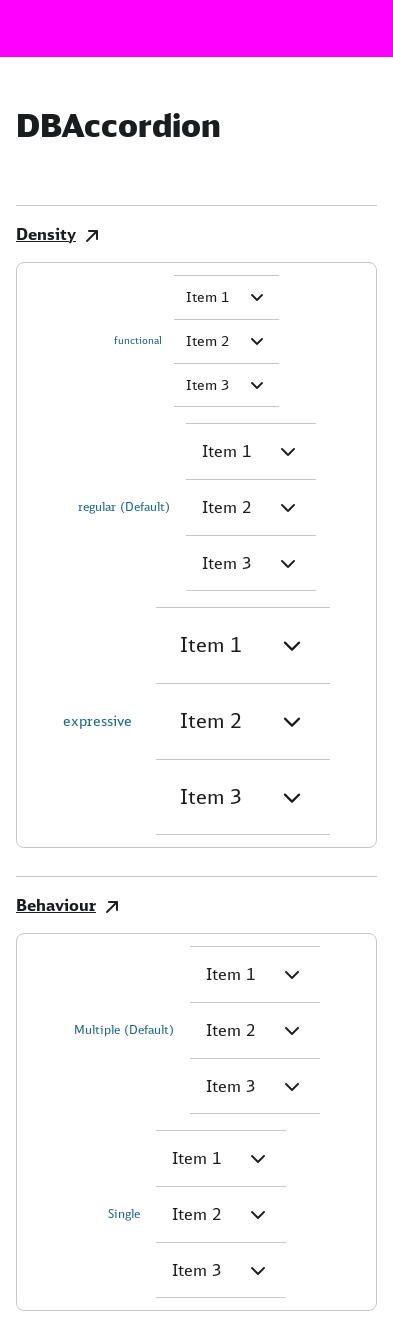 DBAccordion
Density
Item 1
functional
Item 2
Item 3
Item 1
regular (Default)
Item 2
Item 3
Item 1
expressive
Item 2
Item 3
Behaviour
Item 1
Multiple (Default)
Item 2
Item 3
Item 1
Single
Item 2
Item 3